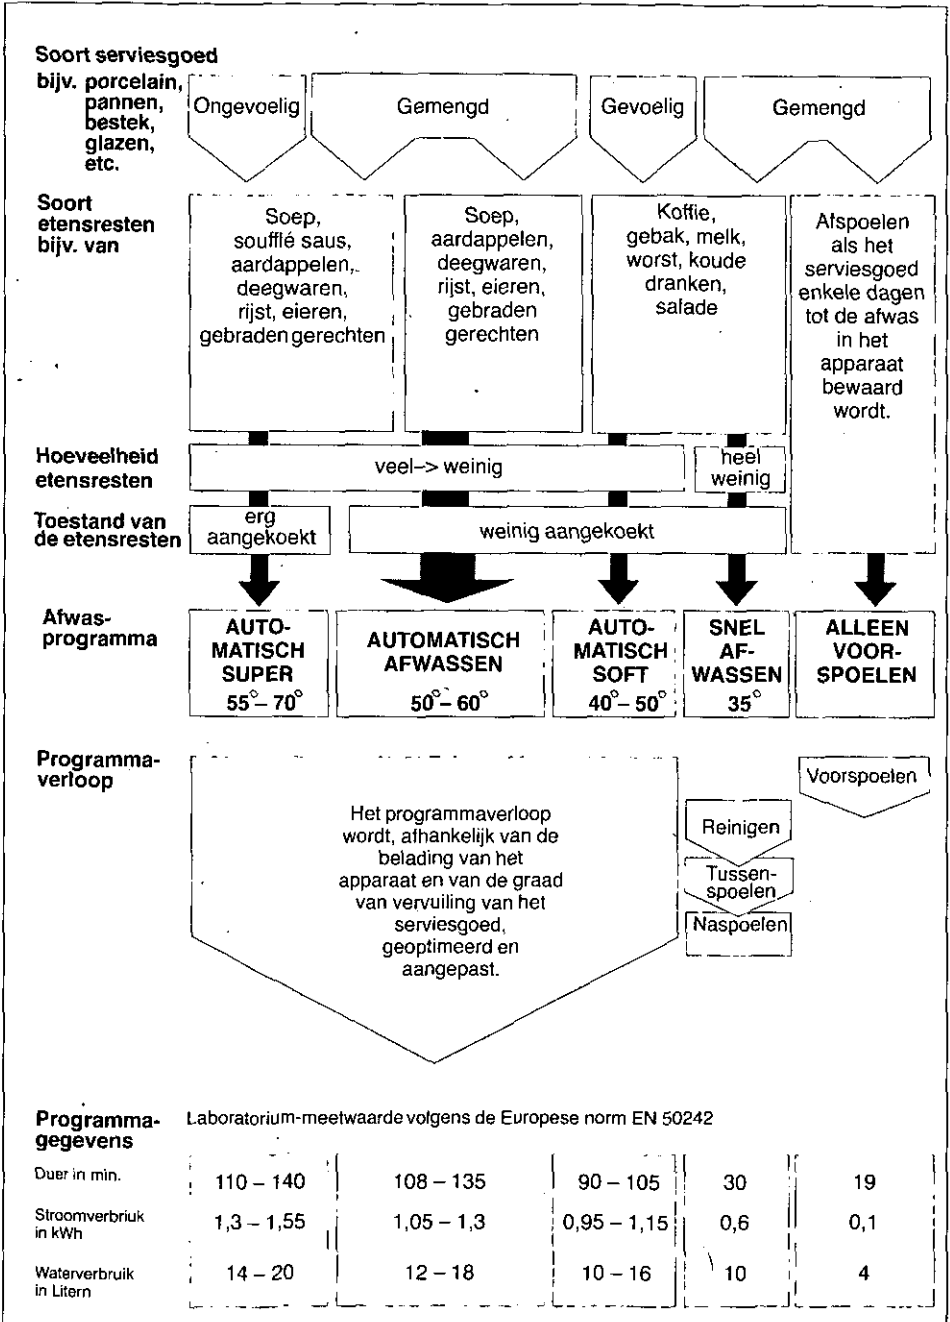 Soort serviesgoed
bijv. porcelain,
pannen,
bestek,
glazen,
etc.
Ongevoelig
Gemengd
Gevoelig
Gemengd
Soort
etensresten
bijv. van
Soep,
soufflé saus,
aardappelen,
deegwaren,
rijst, eieren,
gebraden gerechten
Soep,
aardappelen,
deegwaren,
rijst, eieren,
gebraden
gerechten
Koffie,
gebak, melk,
worst, koude
dranken,
salade
Afspoelen
als het
serviesgoed
enkele dagen
tot de afwas
in het
apparaat
bewaard
wordt.
Hoeveelheid
etensresten
veel–> weinig
heel
weinig
Toestand van
de etensresten
erg
aangekoekt
weinig aangekoekt
Afwas-
programma
AUTO-
MATISCH
SUPER
55°– 70°
AUTOMATISCH
AFWASSEN
50°– 60°
AUTO-
MATISCH
SOFT
40°– 50°
SNEL
AF-
WASSEN
35°
ALLEEN
VOOR-
SPOELEN
Programma-
verloop
Het programmaverloop
wordt, afhankelijk van de
belading van het
apparaat en van de graad
van vervuiling van het
serviesgoed,
geoptimeerd en
aangepast.
Reinigen
Tussen-
spoelen
Naspoelen
Voorspoelen
Programma-
gegevens
Laboratorium-meetwaarde volgens de Europese norm EN 50242
Duer in min.
110 – 140
108 – 135
90 – 105
30
19
Stroomverbriuk
in kWh
1,3 – 1,55
1,05 – 1,3
0,95 – 1,15
0,6
0,1
Waterverbruik
in Litern
14 – 20
12 – 18
10 – 16
10
4